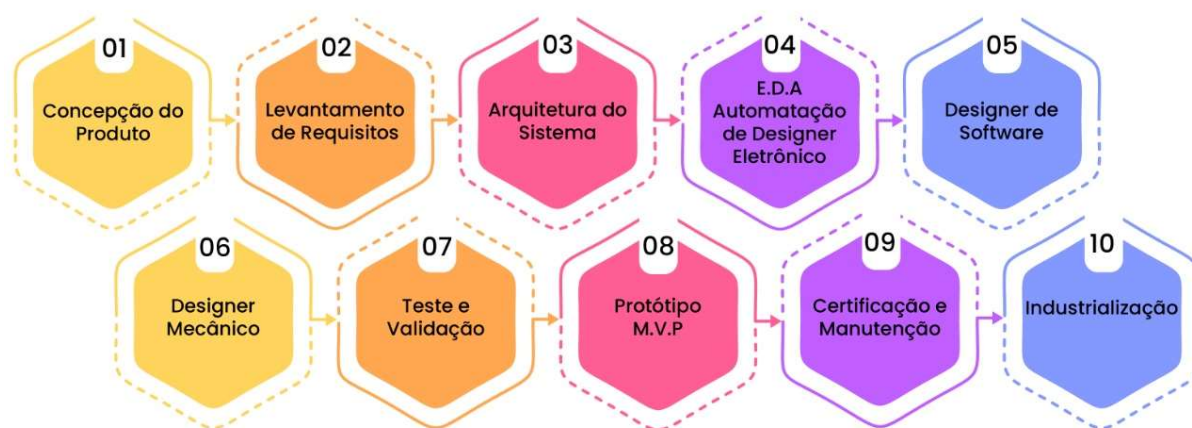 01
Concepção do
Produto
02
Levantamento
de Requisitos
03
Arquitetura do
Sistema
04
E.D.A
Automatação
de Designer
Eletrônico
05
Designer de
Software
06
Designer
Mecânico
07
Teste e
Validação
08
Protótipo
M.V.P
09
Certificação e
Manutenção
10
Industrialização